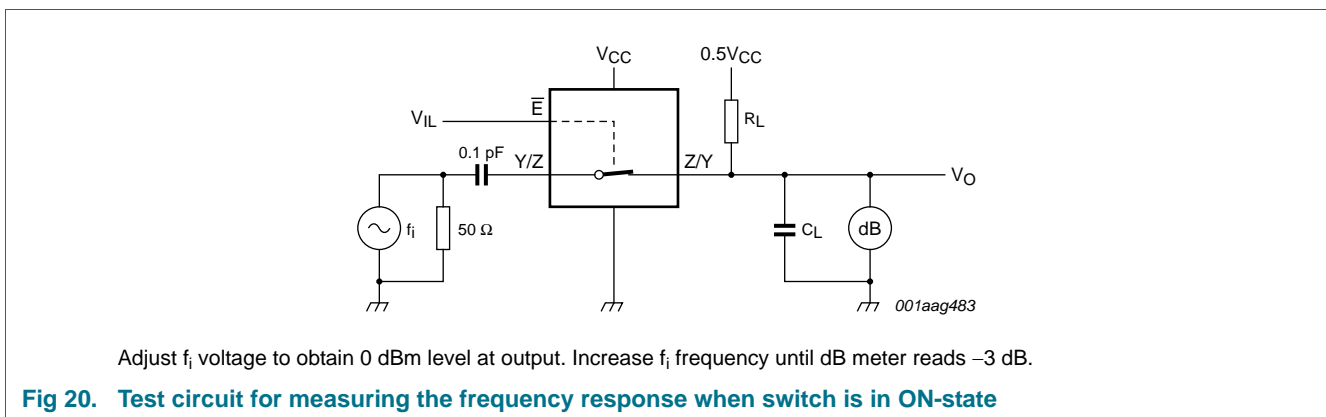 VCC
0.5VCC
E̅
VIL
RL
0.1 pF
Y/Z
Z/Y
VO
fi
50 Ω
CL
dB
001aag483
Adjust fi voltage to obtain 0 dBm level at output. Increase fi frequency until dB meter reads −3 dB.
Fig 20. Test circuit for measuring the frequency response when switch is in ON-state